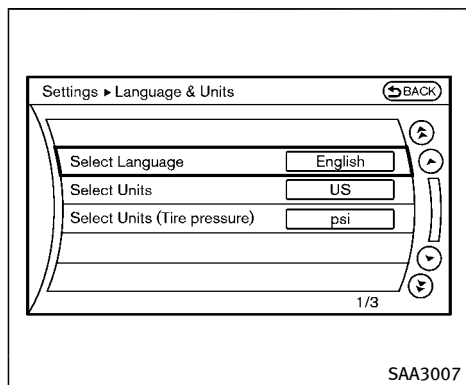 Settings ▸ Language & Units
BACK
Select Language English
Select Units US
Select Units (Tire pressure) psi
1/3
SAA3007